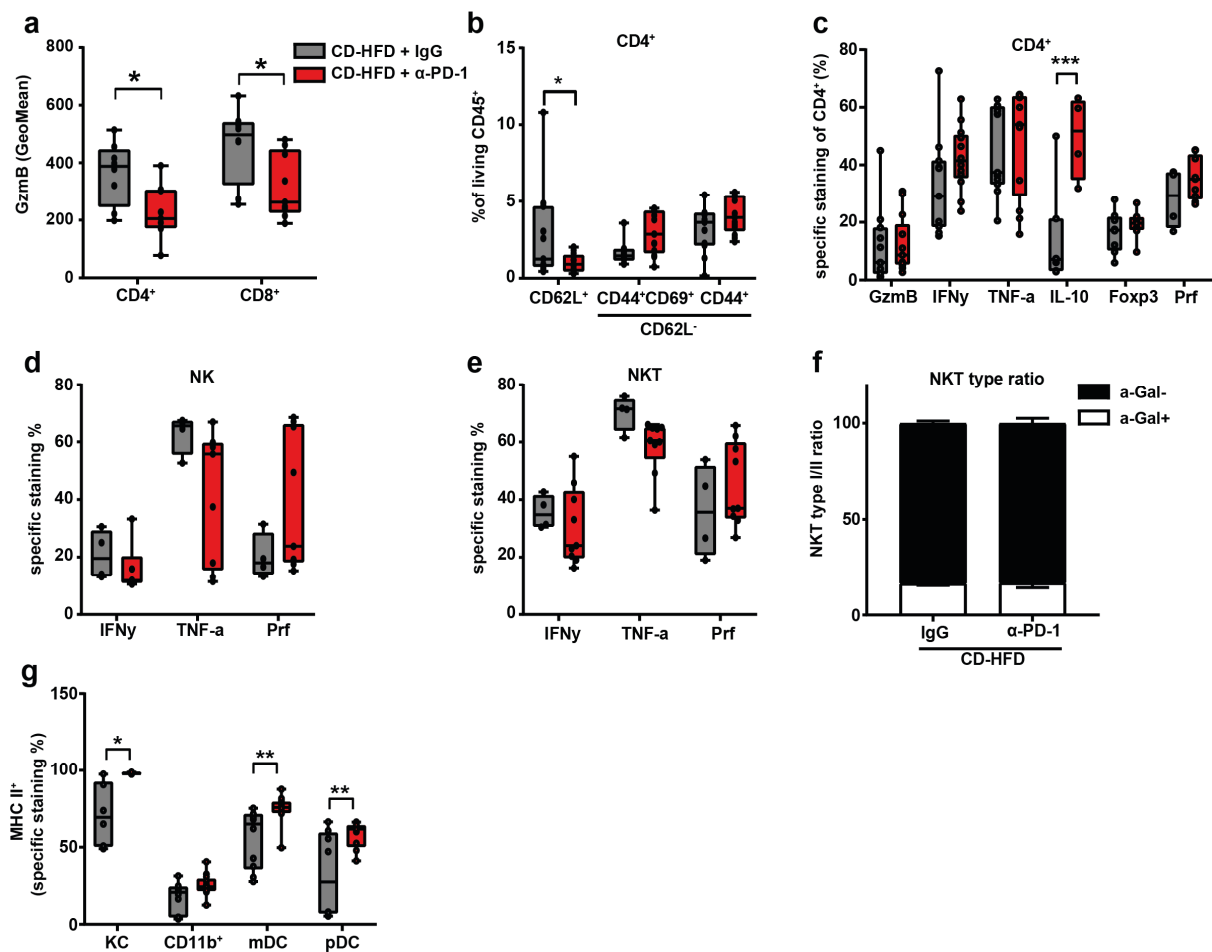 a
CD-HFD + IgG
CD-HFD + α-PD-1
GzmB (GeoMean)
800
600
400
200
0
*
*
CD4⁺
CD8⁺
b
CD4⁺
%of living CD45⁺
15
10
5
0
*
CD62L⁺
CD44⁺CD69⁺
CD44⁺
CD62L⁻
c
CD4⁺
specific staining of CD4⁺ (%)
80
60
40
20
0
***
GzmB
IFNy
TNF-a
IL-10
Foxp3
Prf
d
NK
specific staining %
80
60
40
20
0
IFNy
TNF-a
Prf
e
NKT
specific staining %
80
60
40
20
0
IFNy
TNF-a
Prf
f
NKT type ratio
a-Gal-
a-Gal+
NKT type I/II ratio
100
50
0
IgG
α-PD-1
CD-HFD
g
MHC II⁺
(specific staining %)
150
100
50
0
*
**
**
KC
CD11b⁺
mDC
pDC